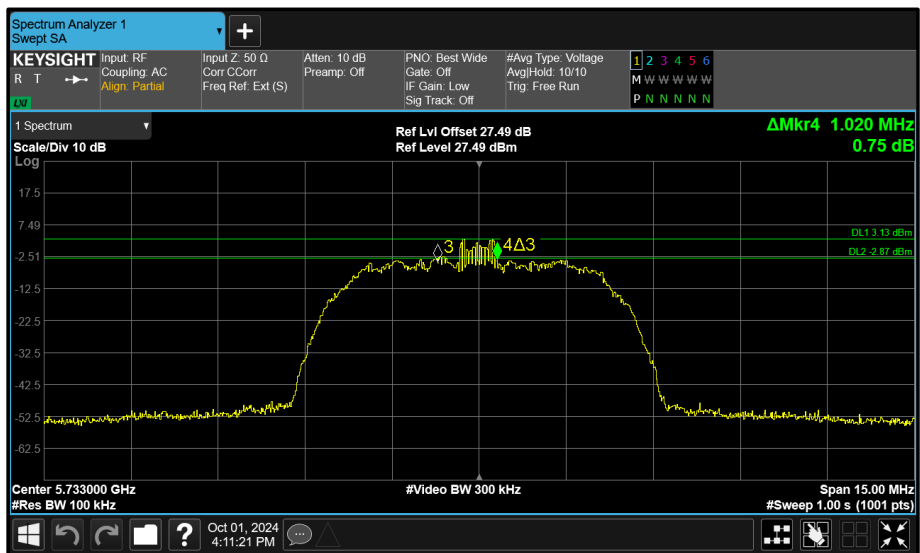 Spectrum Analyzer 1
Swept SA
+
KEYSIGHT
R T
LXI
Input: RF
Coupling: AC
Align: Partial
Input Z: 50 Ω
Corr CCorr
Freq Ref: Ext (S)
Atten: 10 dB
Preamp: Off
PNO: Best Wide
Gate: Off
IF Gain: Low
Sig Track: Off
#Avg Type: Voltage
Avg|Hold: 10/10
Trig: Free Run
1 2 3 4 5 6
M W W W W W
P N N N N N
1 Spectrum
Scale/Div 10 dB
Ref Lvl Offset 27.49 dB
Ref Level 27.49 dBm
ΔMkr4 1.020 MHz
0.75 dB
Log
17.5
7.49
-2.51
-12.5
-22.5
-32.5
-42.5
-52.5
-62.5
3
4Δ3
DL1 3.13 dBm
DL2 -2.87 dBm
Center 5.733000 GHz
#Video BW 300 kHz
Span 15.00 MHz
#Res BW 100 kHz
#Sweep 1.00 s (1001 pts)
?
Oct 01, 2024
4:11:21 PM